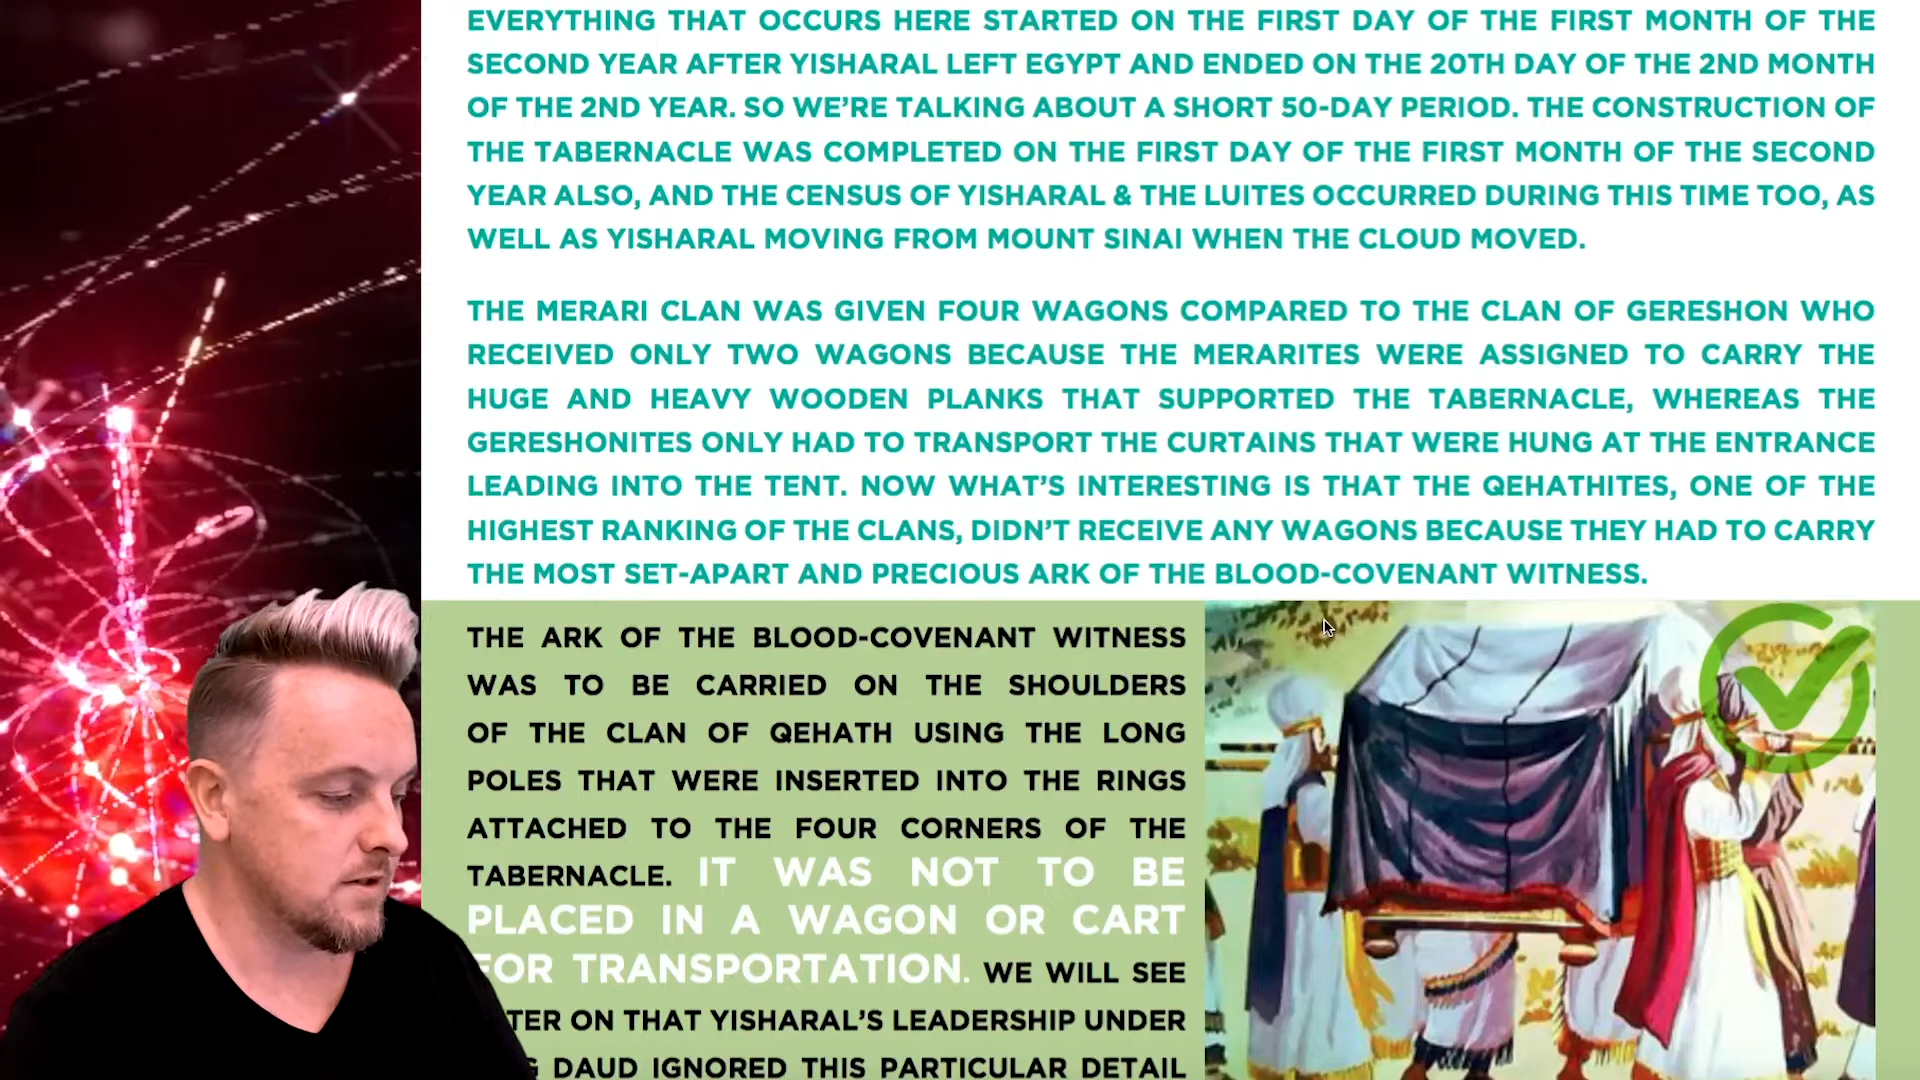 EVERYTHING THAT OCCURS HERE STARTED ON THE FIRST DAY OF THE FIRST MONTH OF THE
SECOND YEAR AFTER YISHARAL LEFT EGYPT AND ENDED ON THE 20TH DAY OF THE 2ND MONTH
OF THE 2ND YEAR. SO WE'RE TALKING ABOUT A SHORT 50-DAY PERIOD. THE CONSTRUCTION OF
THE TABERNACLE WAS COMPLETED ON THE FIRST DAY OF THE FIRST MONTH OF THE SECOND
YEAR ALSO, AND THE CENSUS OF YISHARAL & THE LUITES OCCURRED DURING THIS TIME TOO, AS
WELL AS YISHARAL MOVING FROM MOUNT SINAI WHEN THE CLOUD MOVED.
THE MERARI CLAN WAS GIVEN FOUR WAGONS COMPARED TO THE CLAN OF GERESHON WHO
RECEIVED ONLY TWO WAGONS BECAUSE THE MERARITES WERE ASSIGNED TO CARRY THE
HUGE AND HEAVY WOODEN PLANKS THAT SUPPORTED THE TABERNACLE, WHEREAS THE
GERESHONITES ONLY HAD TO TRANSPORT THE CURTAINS THAT WERE HUNG AT THE ENTRANCE
LEADING INTO THE TENT. NOW WHAT'S INTERESTING IS THAT THE QEHATHITES, ONE OF THE
HIGHEST RANKING OF THE CLANS, DIDN'T RECEIVE ANY WAGONS BECAUSE THEY HAD TO CARRY
THE MOST SET-APART AND PRECIOUS ARK OF THE BLOOD-COVENANT WITNESS.
THE ARK OF THE BLOOD-COVENANT WITNESS
WAS TO BE CARRIED ON THE SHOULDERS
OF THE CLAN OF QEHATH USING THE LONG
POLES THAT WERE INSERTED INTO THE RINGS
ATTACHED TO THE FOUR CORNERS OF THE
TABERNACLE. IT WAS NOT TO BE
PLACED IN A WAGON OR CART
FOR TRANSPORTATION. WE WILL SEE
TER ON THAT YISHARAL'S LEADERSHIP UNDER
DAUD IGNORED THIS PARTICULAR DETAIL